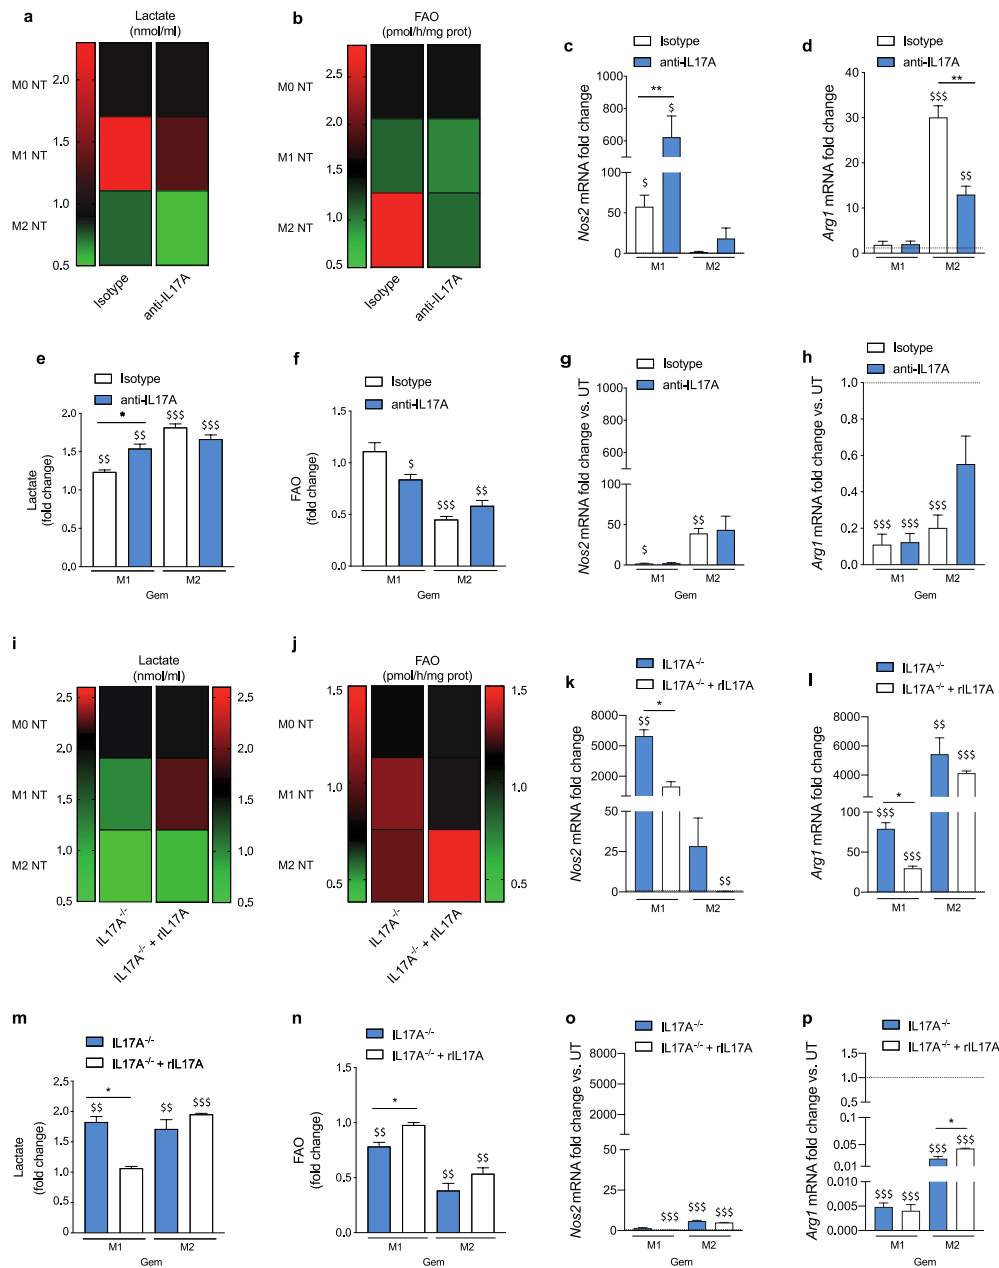 a
Lactate
(nmol/ml)
2.0
1.5
1.0
0.5
M0 NT
M1 NT
M2 NT
Isotype
anti-IL17A
b
FAO
(pmol/h/mg prot)
2.5
2.0
1.5
1.0
0.5
M0 NT
M1 NT
M2 NT
Isotype
anti-IL17A
c
Isotype
anti-IL17A
Nos2 mRNA fold change
1000
800
600
100
50
0
$
**
$
M1
M2
d
Isotype
anti-IL17A
Arg1 mRNA fold change
40
30
20
10
0
$$$
**
$$
M1
M2
e
Isotype
anti-IL17A
Lactate
(fold change)
2.0
1.5
1.0
0.5
0.0
$$
*
$$
$$$
$$$
M1
M2
Gem
f
Isotype
anti-IL17A
FAO
(fold change)
1.5
1.0
0.5
0.0
$
$$$
$$
M1
M2
Gem
g
Isotype
anti-IL17A
Nos2 mRNA fold change vs. UT
1000
800
600
100
50
0
$
$$
M1
M2
Gem
h
Isotype
anti-IL17A
Arg1 mRNA fold change vs. UT
1.0
0.8
0.6
0.4
0.2
0.0
$$$
$$$
$$$
M1
M2
Gem
i
Lactate
(nmol/ml)
2.5
2.0
1.5
1.0
0.5
M0 NT
M1 NT
M2 NT
2.5
2.0
1.5
1.0
0.5
IL17A-/-
IL17A-/- + rIL17A
j
FAO
(pmol/h/mg prot)
1.5
1.0
0.5
M0 NT
M1 NT
M2 NT
1.5
1.0
0.5
IL17A-/-
IL17A-/- + rIL17A
k
IL17A-/-
IL17A-/- + rIL17A
Nos2 mRNA fold change
8000
6000
4000
2000
50
25
0
$$
*
$$
M1
M2
l
IL17A-/-
IL17A-/- + rIL17A
Arg1 mRNA fold change
8000
6000
4000
100
50
0
$$$
*
$$$
$$
$$$
M1
M2
m
IL17A-/-
IL17A-/- + rIL17A
Lactate
(fold change)
2.0
1.5
1.0
0.5
0.0
$$
*
$$
$$$
M1
M2
Gem
n
IL17A-/-
IL17A-/- + rIL17A
FAO
(fold change)
1.5
1.0
0.5
0.0
$$
*
$$
$$
M1
M2
Gem
o
IL17A-/-
IL17A-/- + rIL17A
Nos2 mRNA fold change vs. UT
8000
6000
4000
2000
50
25
0
$$$
$$$
$$$
M1
M2
Gem
p
IL17A-/-
IL17A-/- + rIL17A
Arg1 mRNA fold change vs. UT
1.5
1.0
0.5
0.1
0.05
0.01
0.010
0.005
0.000
$$$
$$$
$$$
*
$$$
M1
M2
Gem